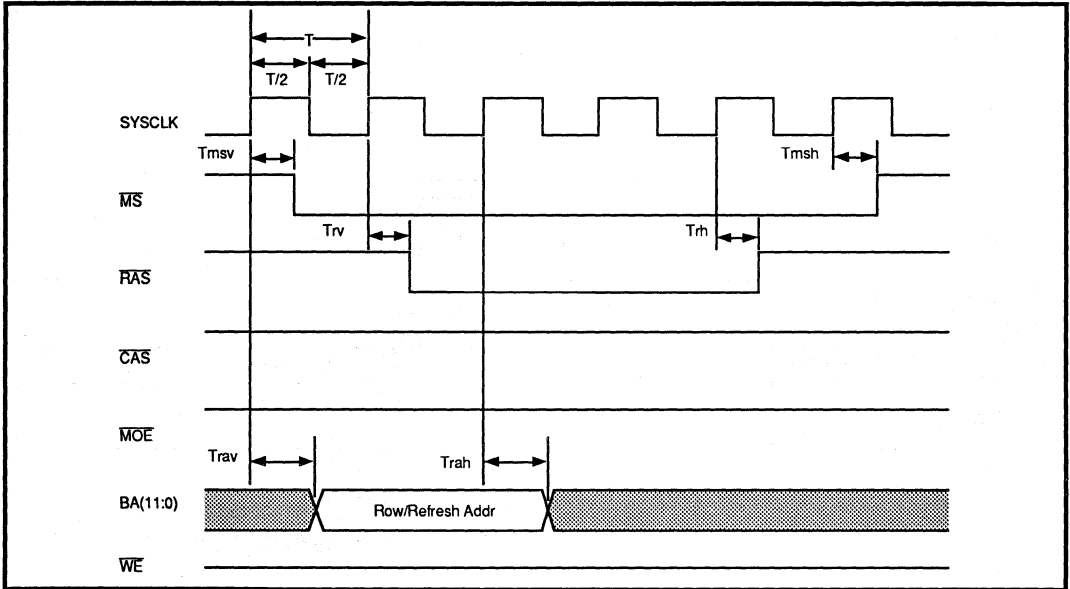 T
T/2 T/2
SYSCLK
Tmsv Tmsh
MS
Trv Trh
RAS
CAS
MOE
Trav Trah
BA(11:0) Row/Refresh Addr
WE